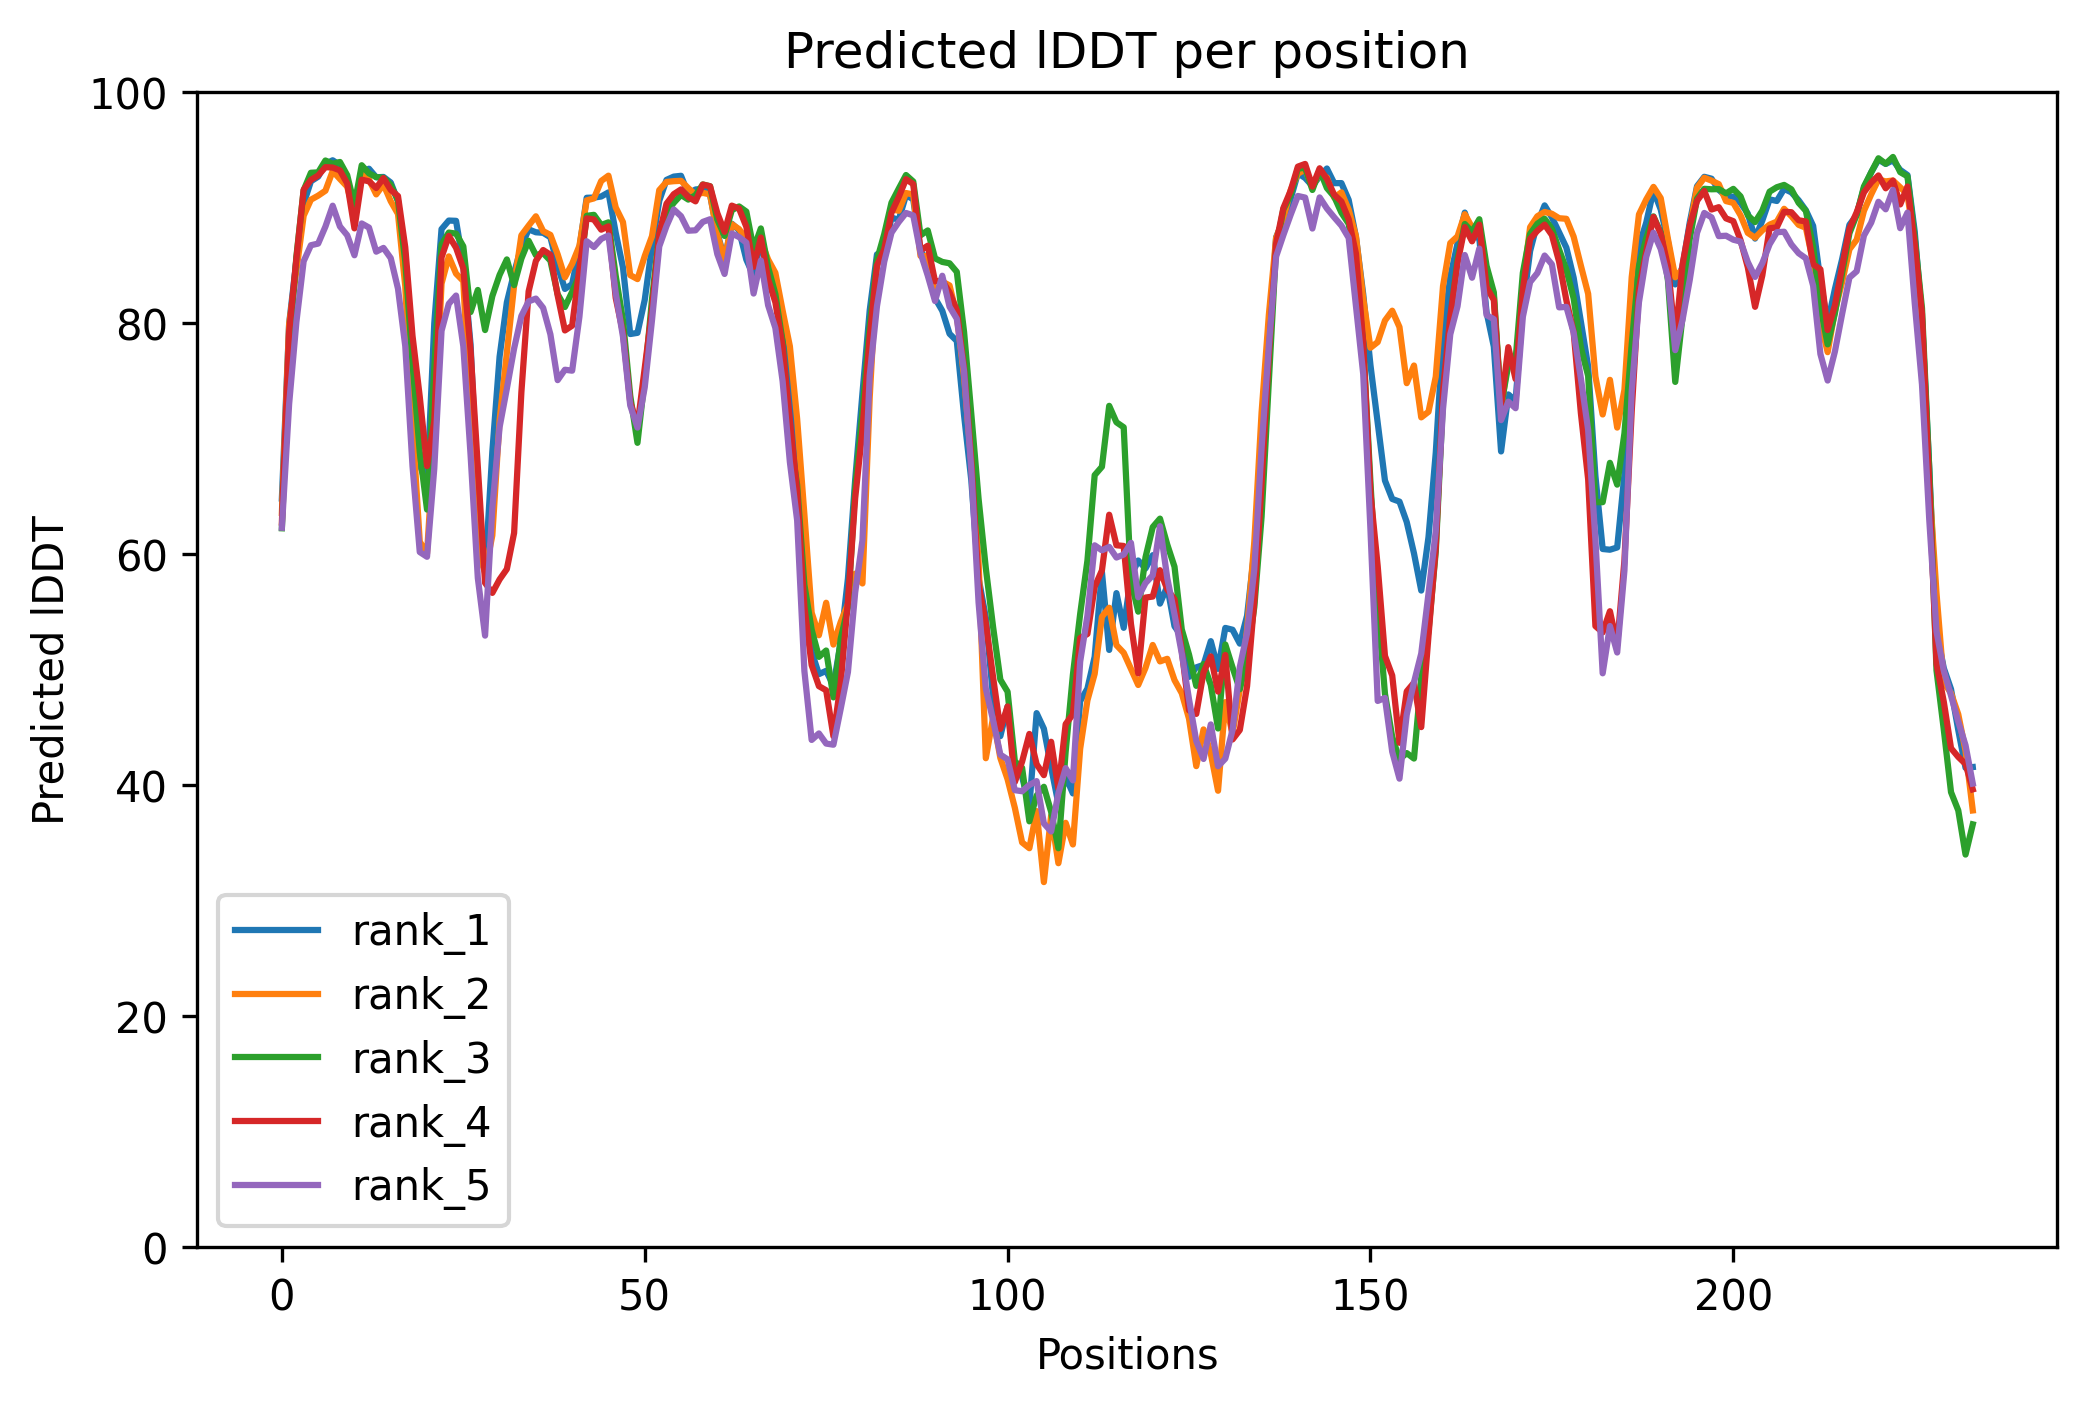 Predicted lDDT per position
Predicted lDDT
100
80
60
40
20
0
rank_1
rank_2
rank_3
rank_4
rank_5
0 50 100 150 200
Positions